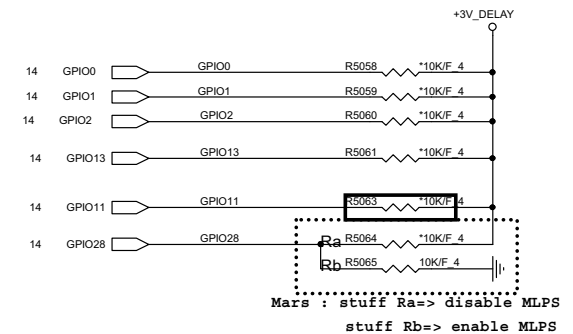 +3V_DELAY
14 GPIO0 GPIO0 R5058 *10K/F_4
14 GPIO1 GPIO1 R5059 *10K/F_4
14 GPIO2 GPIO2 R5060 *10K/F_4
14 GPIO13 GPIO13 R5061 *10K/F_4
14 GPIO11 GPIO11 R5063 *10K/F_4
14 GPIO28 GPIO28 Ra R5064 *10K/F_4
Rb R5065 10K/F_4
Mars : stuff Ra=> disable MLPS
stuff Rb=> enable MLPS